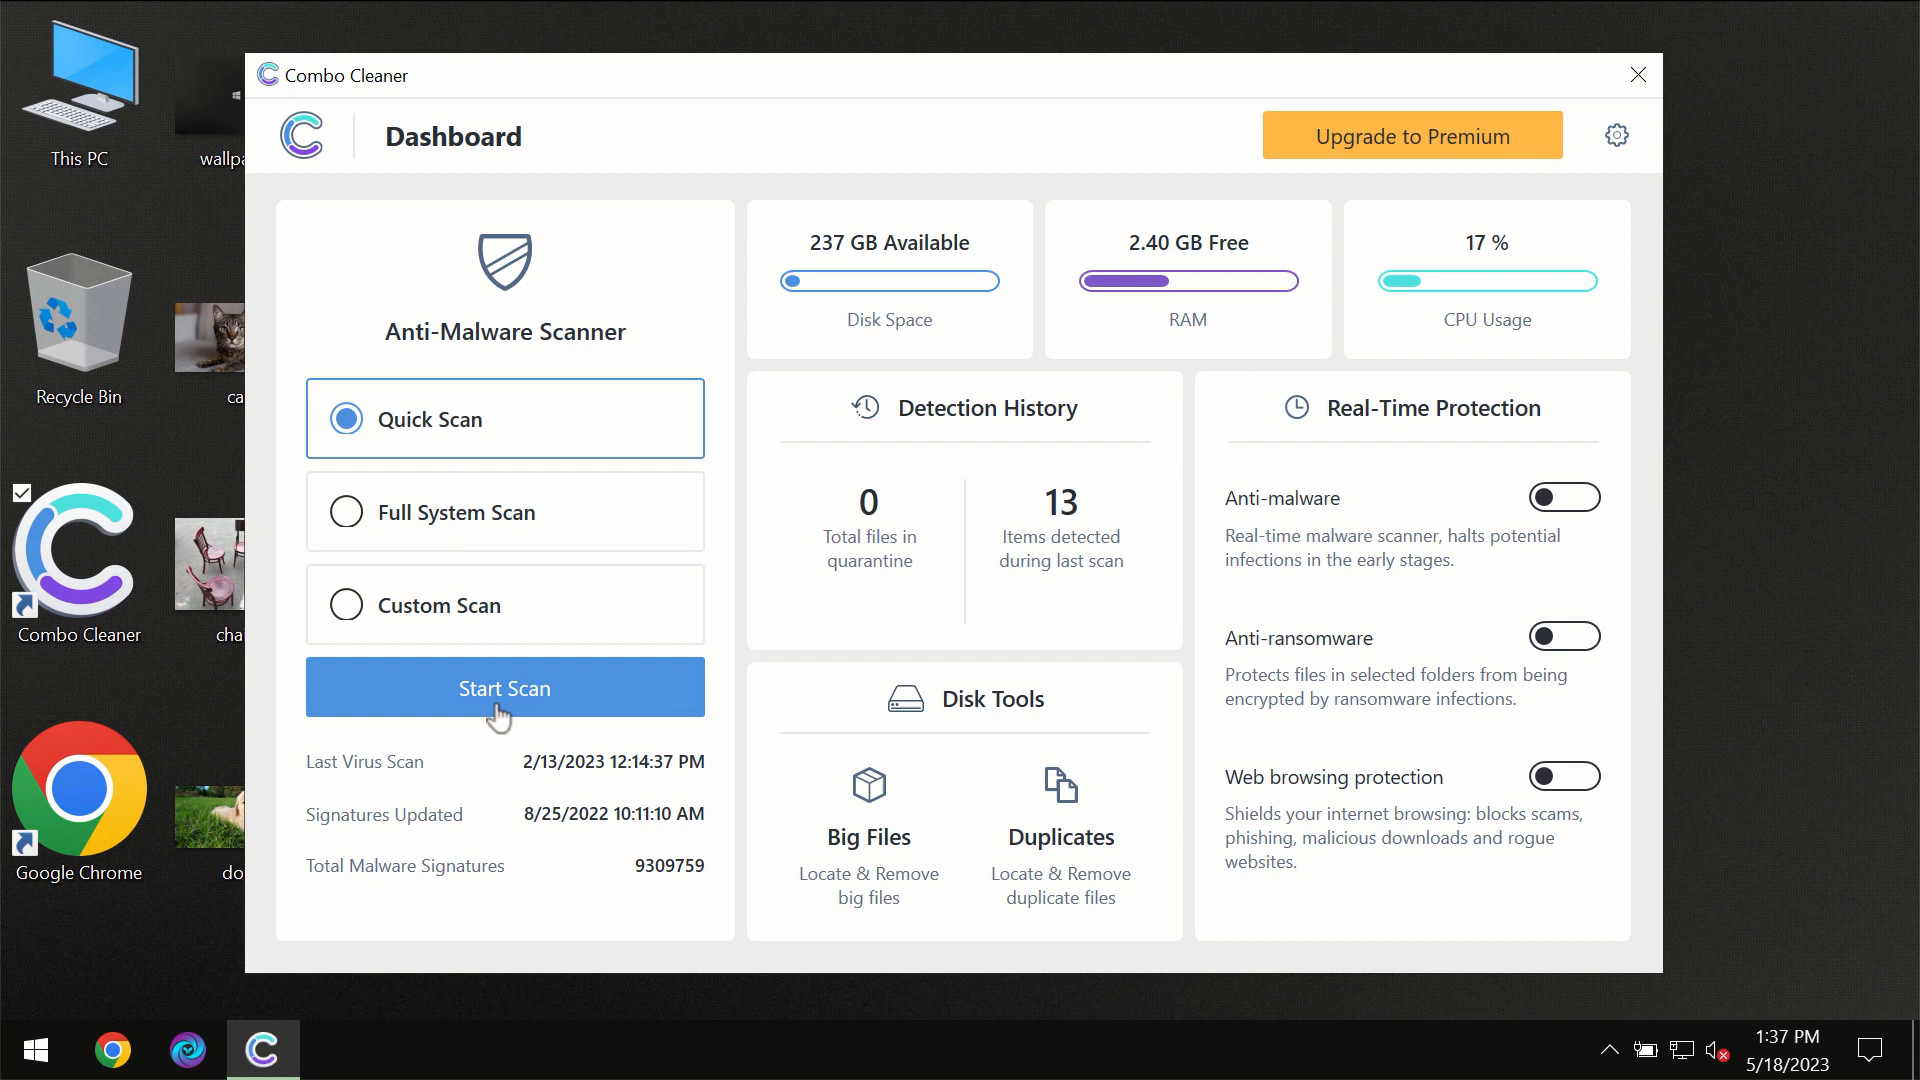 This PC
wallpa
Recycle Bin
ca
Combo Cleaner
chai
Google Chrome
do
Combo Cleaner
Dashboard
Upgrade to Premium
Anti-Malware Scanner
Quick Scan
Full System Scan
Custom Scan
Start Scan
Last Virus Scan 2/13/2023 12:14:37 PM
Signatures Updated 8/25/2022 10:11:10 AM
Total Malware Signatures 9309759
237 GB Available
Disk Space
2.40 GB Free
RAM
17 %
CPU Usage
Detection History
0
Total files in
quarantine
13
Items detected
during last scan
Disk Tools
Big Files
Locate & Remove
big files
Duplicates
Locate & Remove
duplicate files
Real-Time Protection
Anti-malware
Real-time malware scanner, halts potential
infections in the early stages.
Anti-ransomware
Protects files in selected folders from being
encrypted by ransomware infections.
Web browsing protection
Shields your internet browsing: blocks scams,
phishing, malicious downloads and rogue
websites.
1:37 PM
5/18/2023